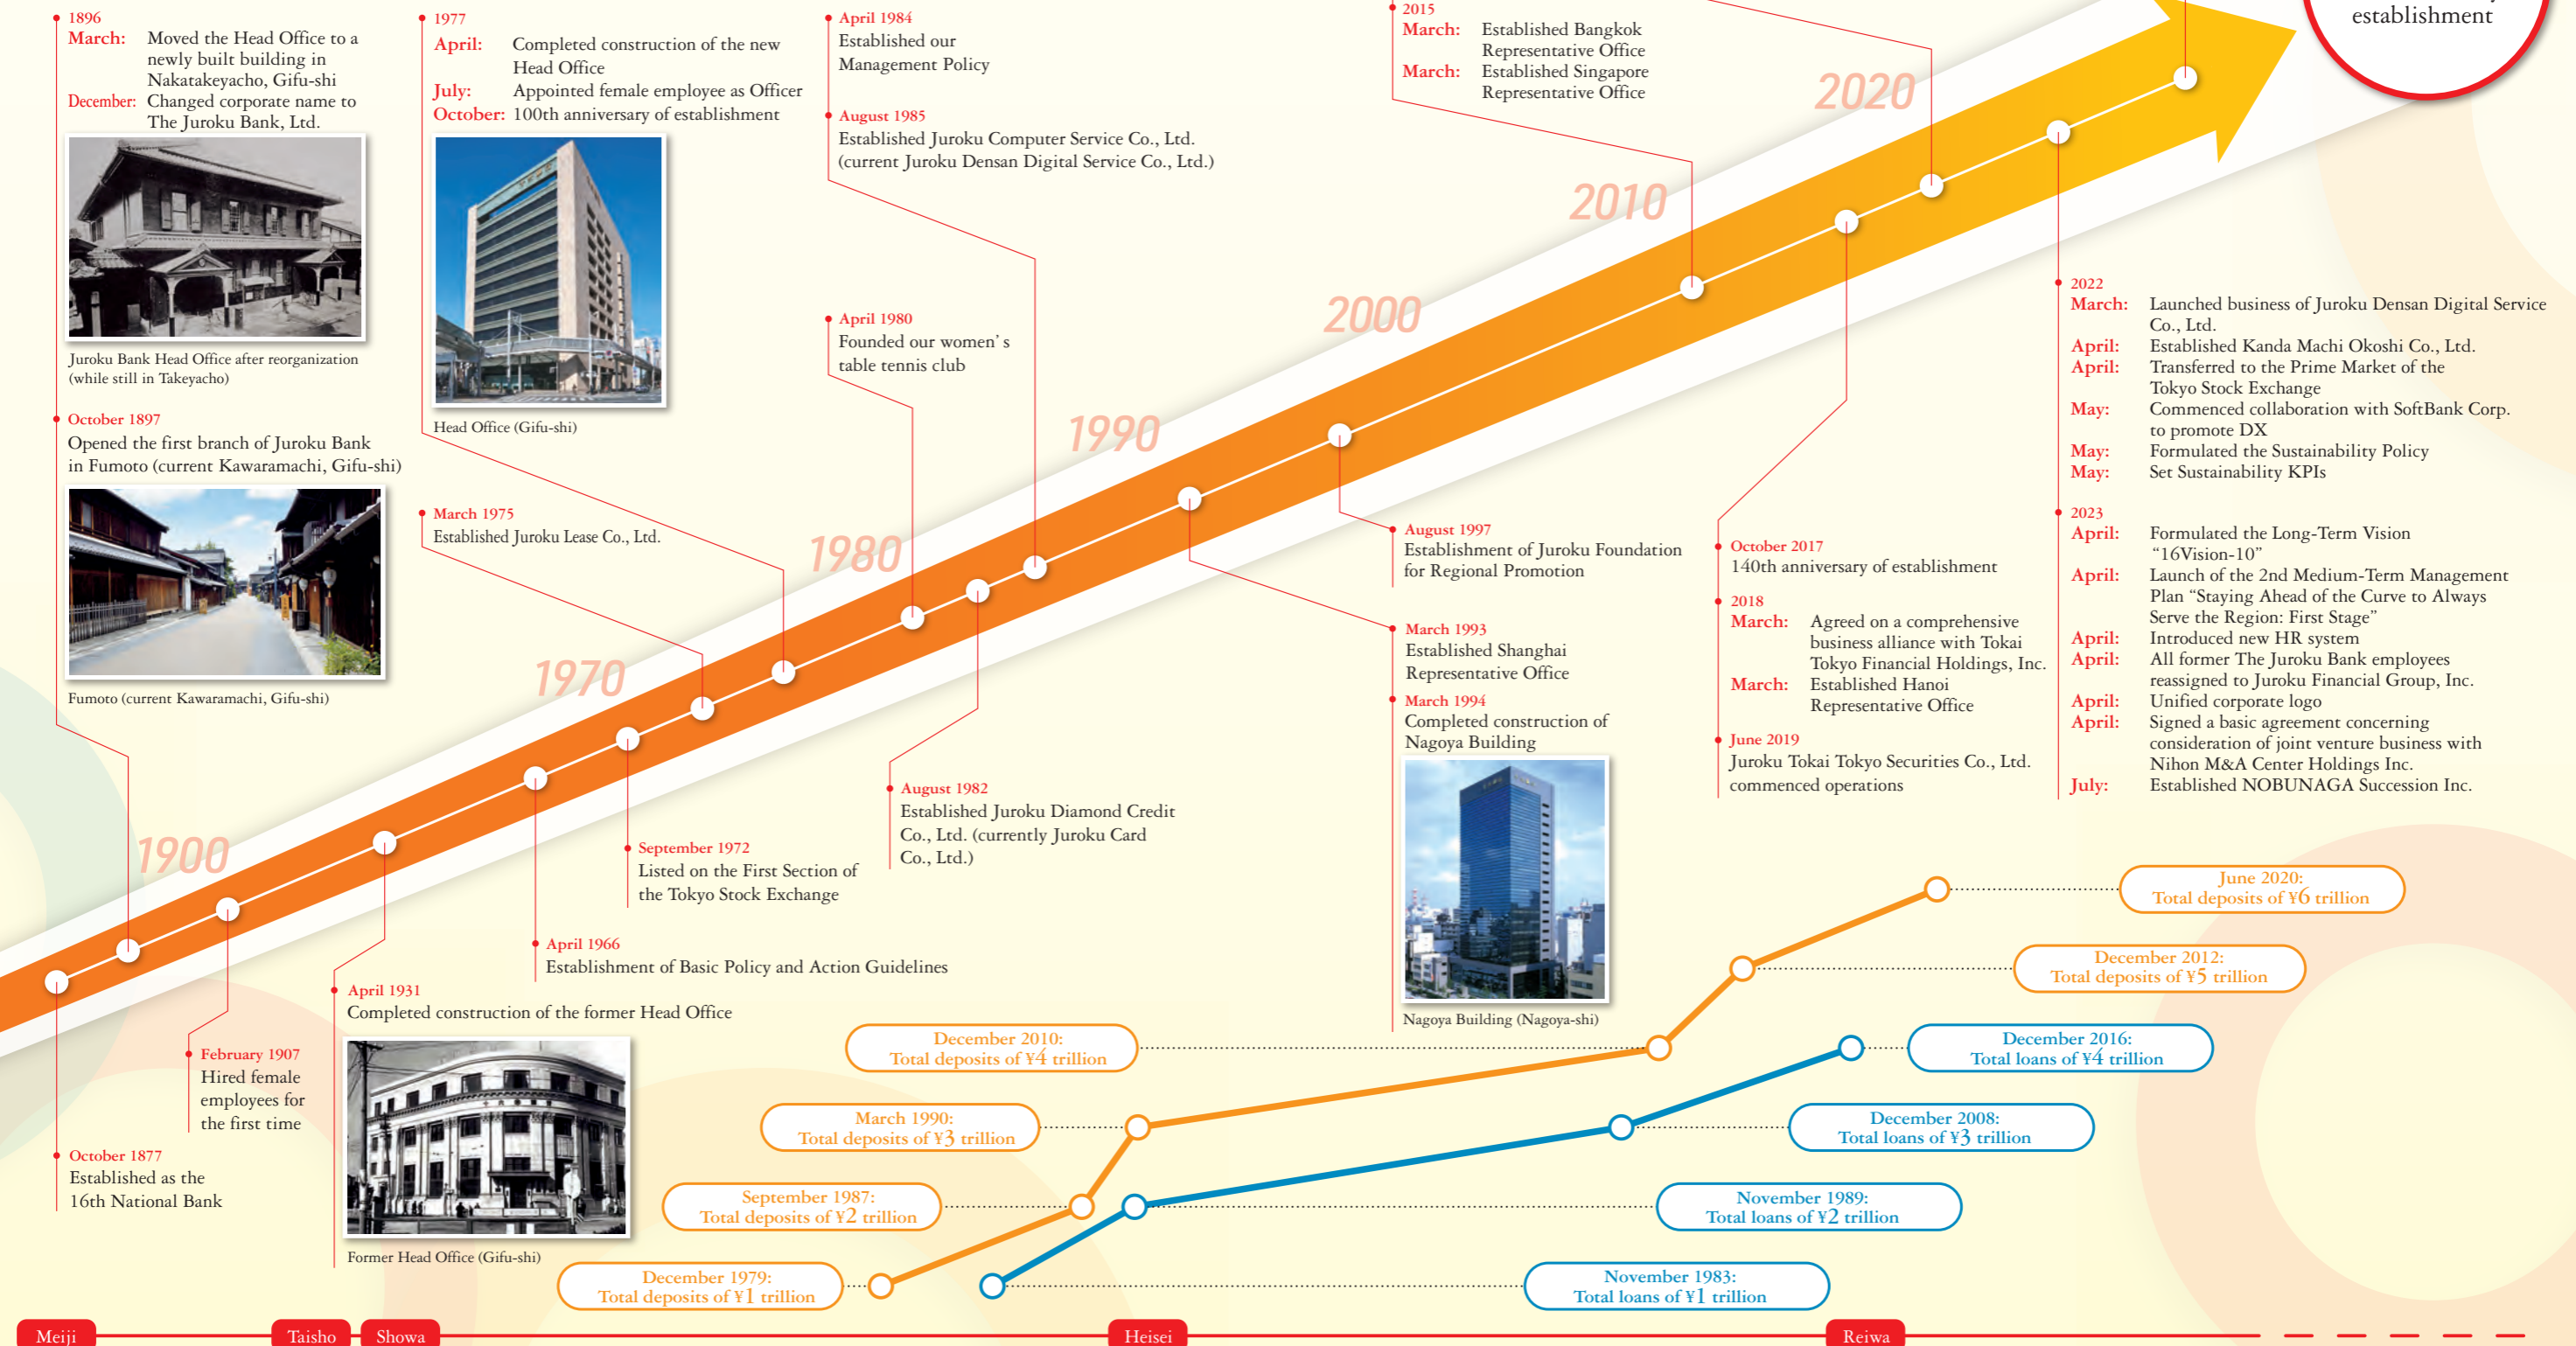 1896
March: Moved the Head Office to a
newly built building in
Nakatakeyacho, Gifu-shi
December: Changed corporate name to
The Juroku Bank, Ltd.
Juroku Bank Head Office after reorganization
(while still in Takeyacho)
October 1897
Opened the first branch of Juroku Bank
in Fumoto (current Kawaramachi, Gifu-shi)
Fumoto (current Kawaramachi, Gifu-shi)
1977
April: Completed construction of the new
Head Office
July: Appointed female employee as Officer
October: 100th anniversary of establishment
Head Office (Gifu-shi)
March 1975
Established Juroku Lease Co., Ltd.
April 1984
Established our
Management Policy
August 1985
Established Juroku Computer Service Co., Ltd.
(current Juroku Densan Digital Service Co., Ltd.)
April 1980
Founded our women's
table tennis club
2015
March: Established Bangkok
Representative Office
March: Established Singapore
Representative Office
establishment
1900
1970
1980
1990
2000
2010
2020
October 1877
Established as the
16th National Bank
February 1907
Hired female
employees for
the first time
April 1931
Completed construction of the former Head Office
Former Head Office (Gifu-shi)
April 1966
Establishment of Basic Policy and Action Guidelines
September 1972
Listed on the First Section of
the Tokyo Stock Exchange
August 1982
Established Juroku Diamond Credit
Co., Ltd. (currently Juroku Card
Co., Ltd.)
August 1997
Establishment of Juroku Foundation
for Regional Promotion
March 1993
Established Shanghai
Representative Office
March 1994
Completed construction of
Nagoya Building
Nagoya Building (Nagoya-shi)
October 2017
140th anniversary of establishment
2018
March: Agreed on a comprehensive
business alliance with Tokai
Tokyo Financial Holdings, Inc.
March: Established Hanoi
Representative Office
June 2019
Juroku Tokai Tokyo Securities Co., Ltd.
commenced operations
2022
March: Launched business of Juroku Densan Digital Service
Co., Ltd.
April: Established Kanda Machi Okoshi Co., Ltd.
April: Transferred to the Prime Market of the
Tokyo Stock Exchange
May: Commenced collaboration with SoftBank Corp.
to promote DX
May: Formulated the Sustainability Policy
May: Set Sustainability KPIs
2023
April: Formulated the Long-Term Vision
"16Vision-10"
April: Launch of the 2nd Medium-Term Management
Plan "Staying Ahead of the Curve to Always
Serve the Region: First Stage"
April: Introduced new HR system
April: All former The Juroku Bank employees
reassigned to Juroku Financial Group, Inc.
April: Unified corporate logo
April: Signed a basic agreement concerning
consideration of joint venture business with
Nihon M&A Center Holdings Inc.
July: Established NOBUNAGA Succession Inc.
June 2020:
Total deposits of ¥6 trillion
December 2012:
Total deposits of ¥5 trillion
December 2010:
Total deposits of ¥4 trillion
March 1990:
Total deposits of ¥3 trillion
September 1987:
Total deposits of ¥2 trillion
December 1979:
Total deposits of ¥1 trillion
December 2016:
Total loans of ¥4 trillion
December 2008:
Total loans of ¥3 trillion
November 1989:
Total loans of ¥2 trillion
November 1983:
Total loans of ¥1 trillion
Meiji
Taisho
Showa
Heisei
Reiwa